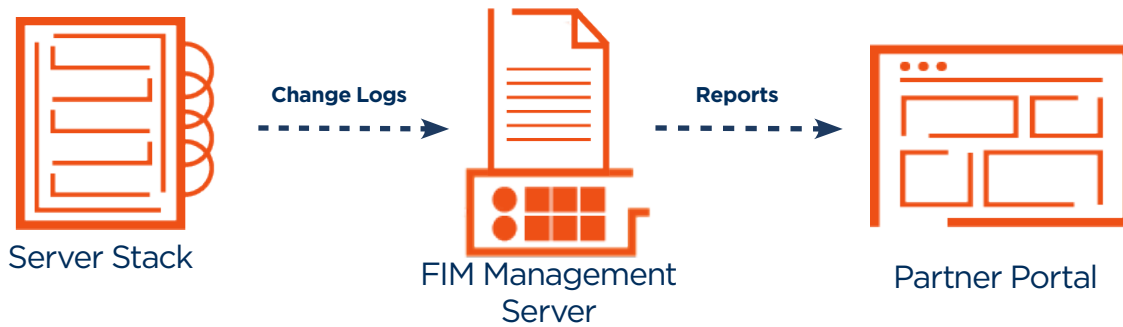 Change Logs
Reports
Server Stack
FIM Management
Server
Partner Portal